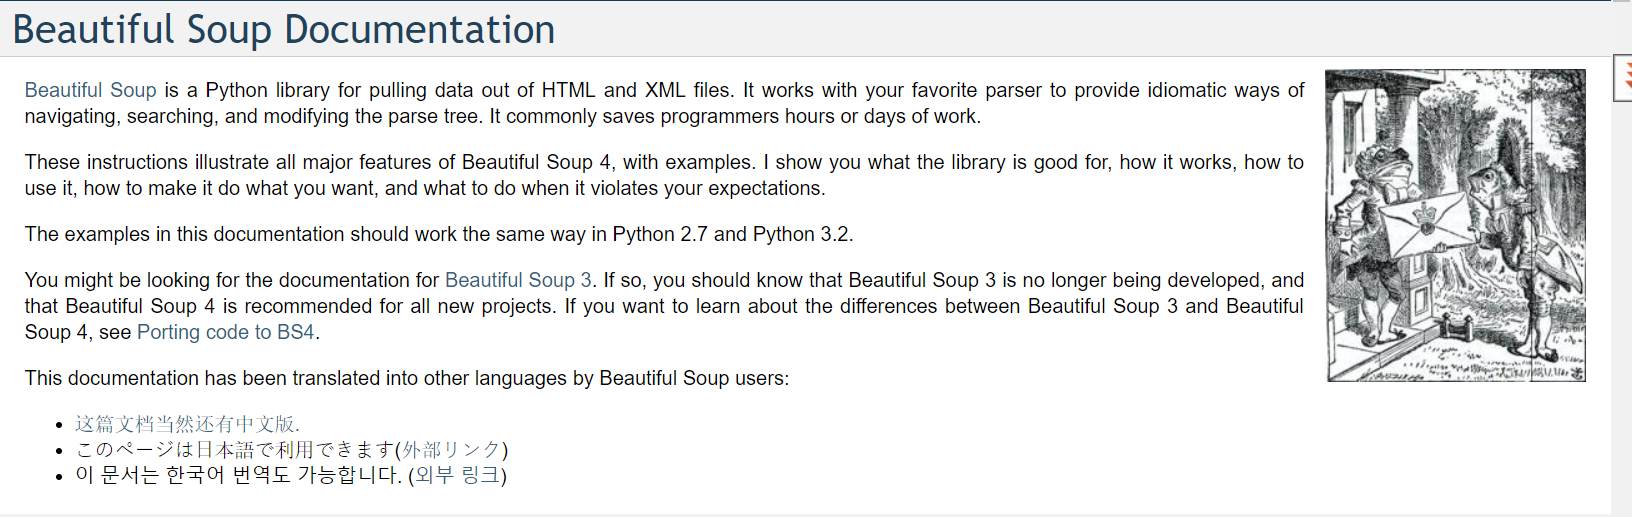 Beautiful Soup Documentation
Beautiful Soup is a Python library for pulling data out of HTML and XML files. It works with your favorite parser to provide idiomatic ways of
navigating, searching, and modifying the parse tree. It commonly saves programmers hours or days of work.
These instructions illustrate all major features of Beautiful Soup 4, with examples. I show you what the library is good for, how it works, how to
use it, how to make it do what you want, and what to do when it violates your expectations.
The examples in this documentation should work the same way in Python 2.7 and Python 3.2.
You might be looking for the documentation for Beautiful Soup 3. If so, you should know that Beautiful Soup 3 is no longer being developed, and
that Beautiful Soup 4 is recommended for all new projects. If you want to learn about the differences between Beautiful Soup 3 and Beautiful
Soup 4, see Porting code to BS4.
This documentation has been translated into other languages by Beautiful Soup users:
• 这篇文档当然还有中文版.
• このページは日本語で利用できます(外部リンク)
• 이 문서는 한국어 번역도 가능합니다. (외부 링크)